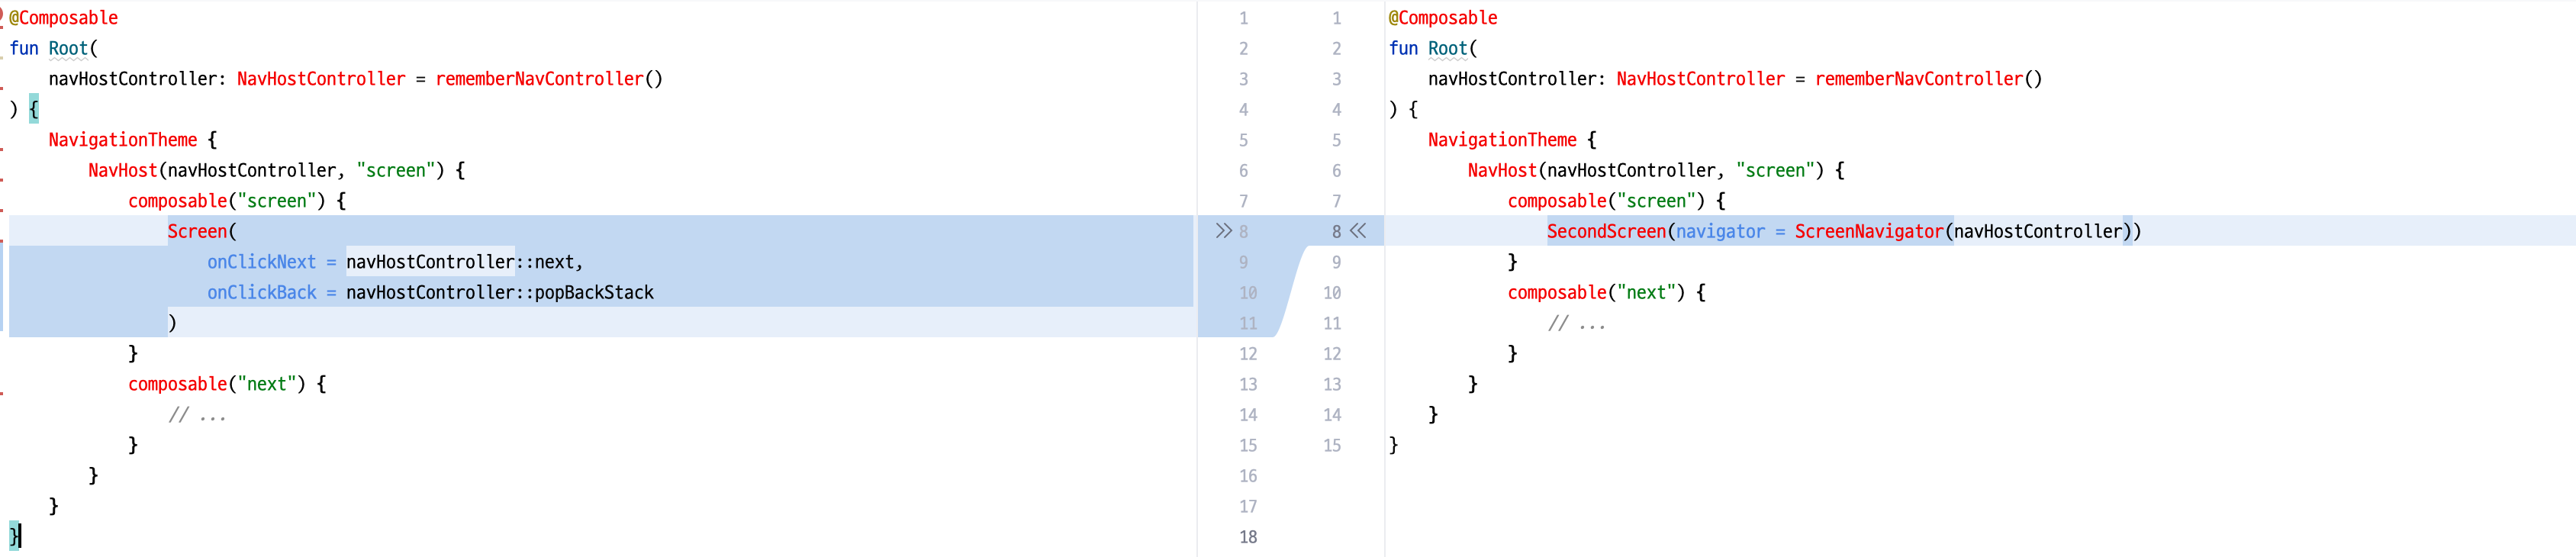 @Composable
fun Root(
    navHostController: NavHostController = rememberNavController()
) {
    NavigationTheme {
        NavHost(navHostController, "screen") {
            composable("screen") {
                Screen(
                    onClickNext = navHostController::next,
                    onClickBack = navHostController::popBackStack
                )
            }
            composable("next") {
                // ...
            }
        }
    }
}
1
2
3
4
5
6
7
8
9
10
11
12
13
14
15
16
17
18
1
2
3
4
5
6
7
8
9
10
11
12
13
14
15
@Composable
fun Root(
    navHostController: NavHostController = rememberNavController()
) {
    NavigationTheme {
        NavHost(navHostController, "screen") {
            composable("screen") {
                SecondScreen(navigator = ScreenNavigator(navHostController))
            }
            composable("next") {
                // ...
            }
        }
    }
}